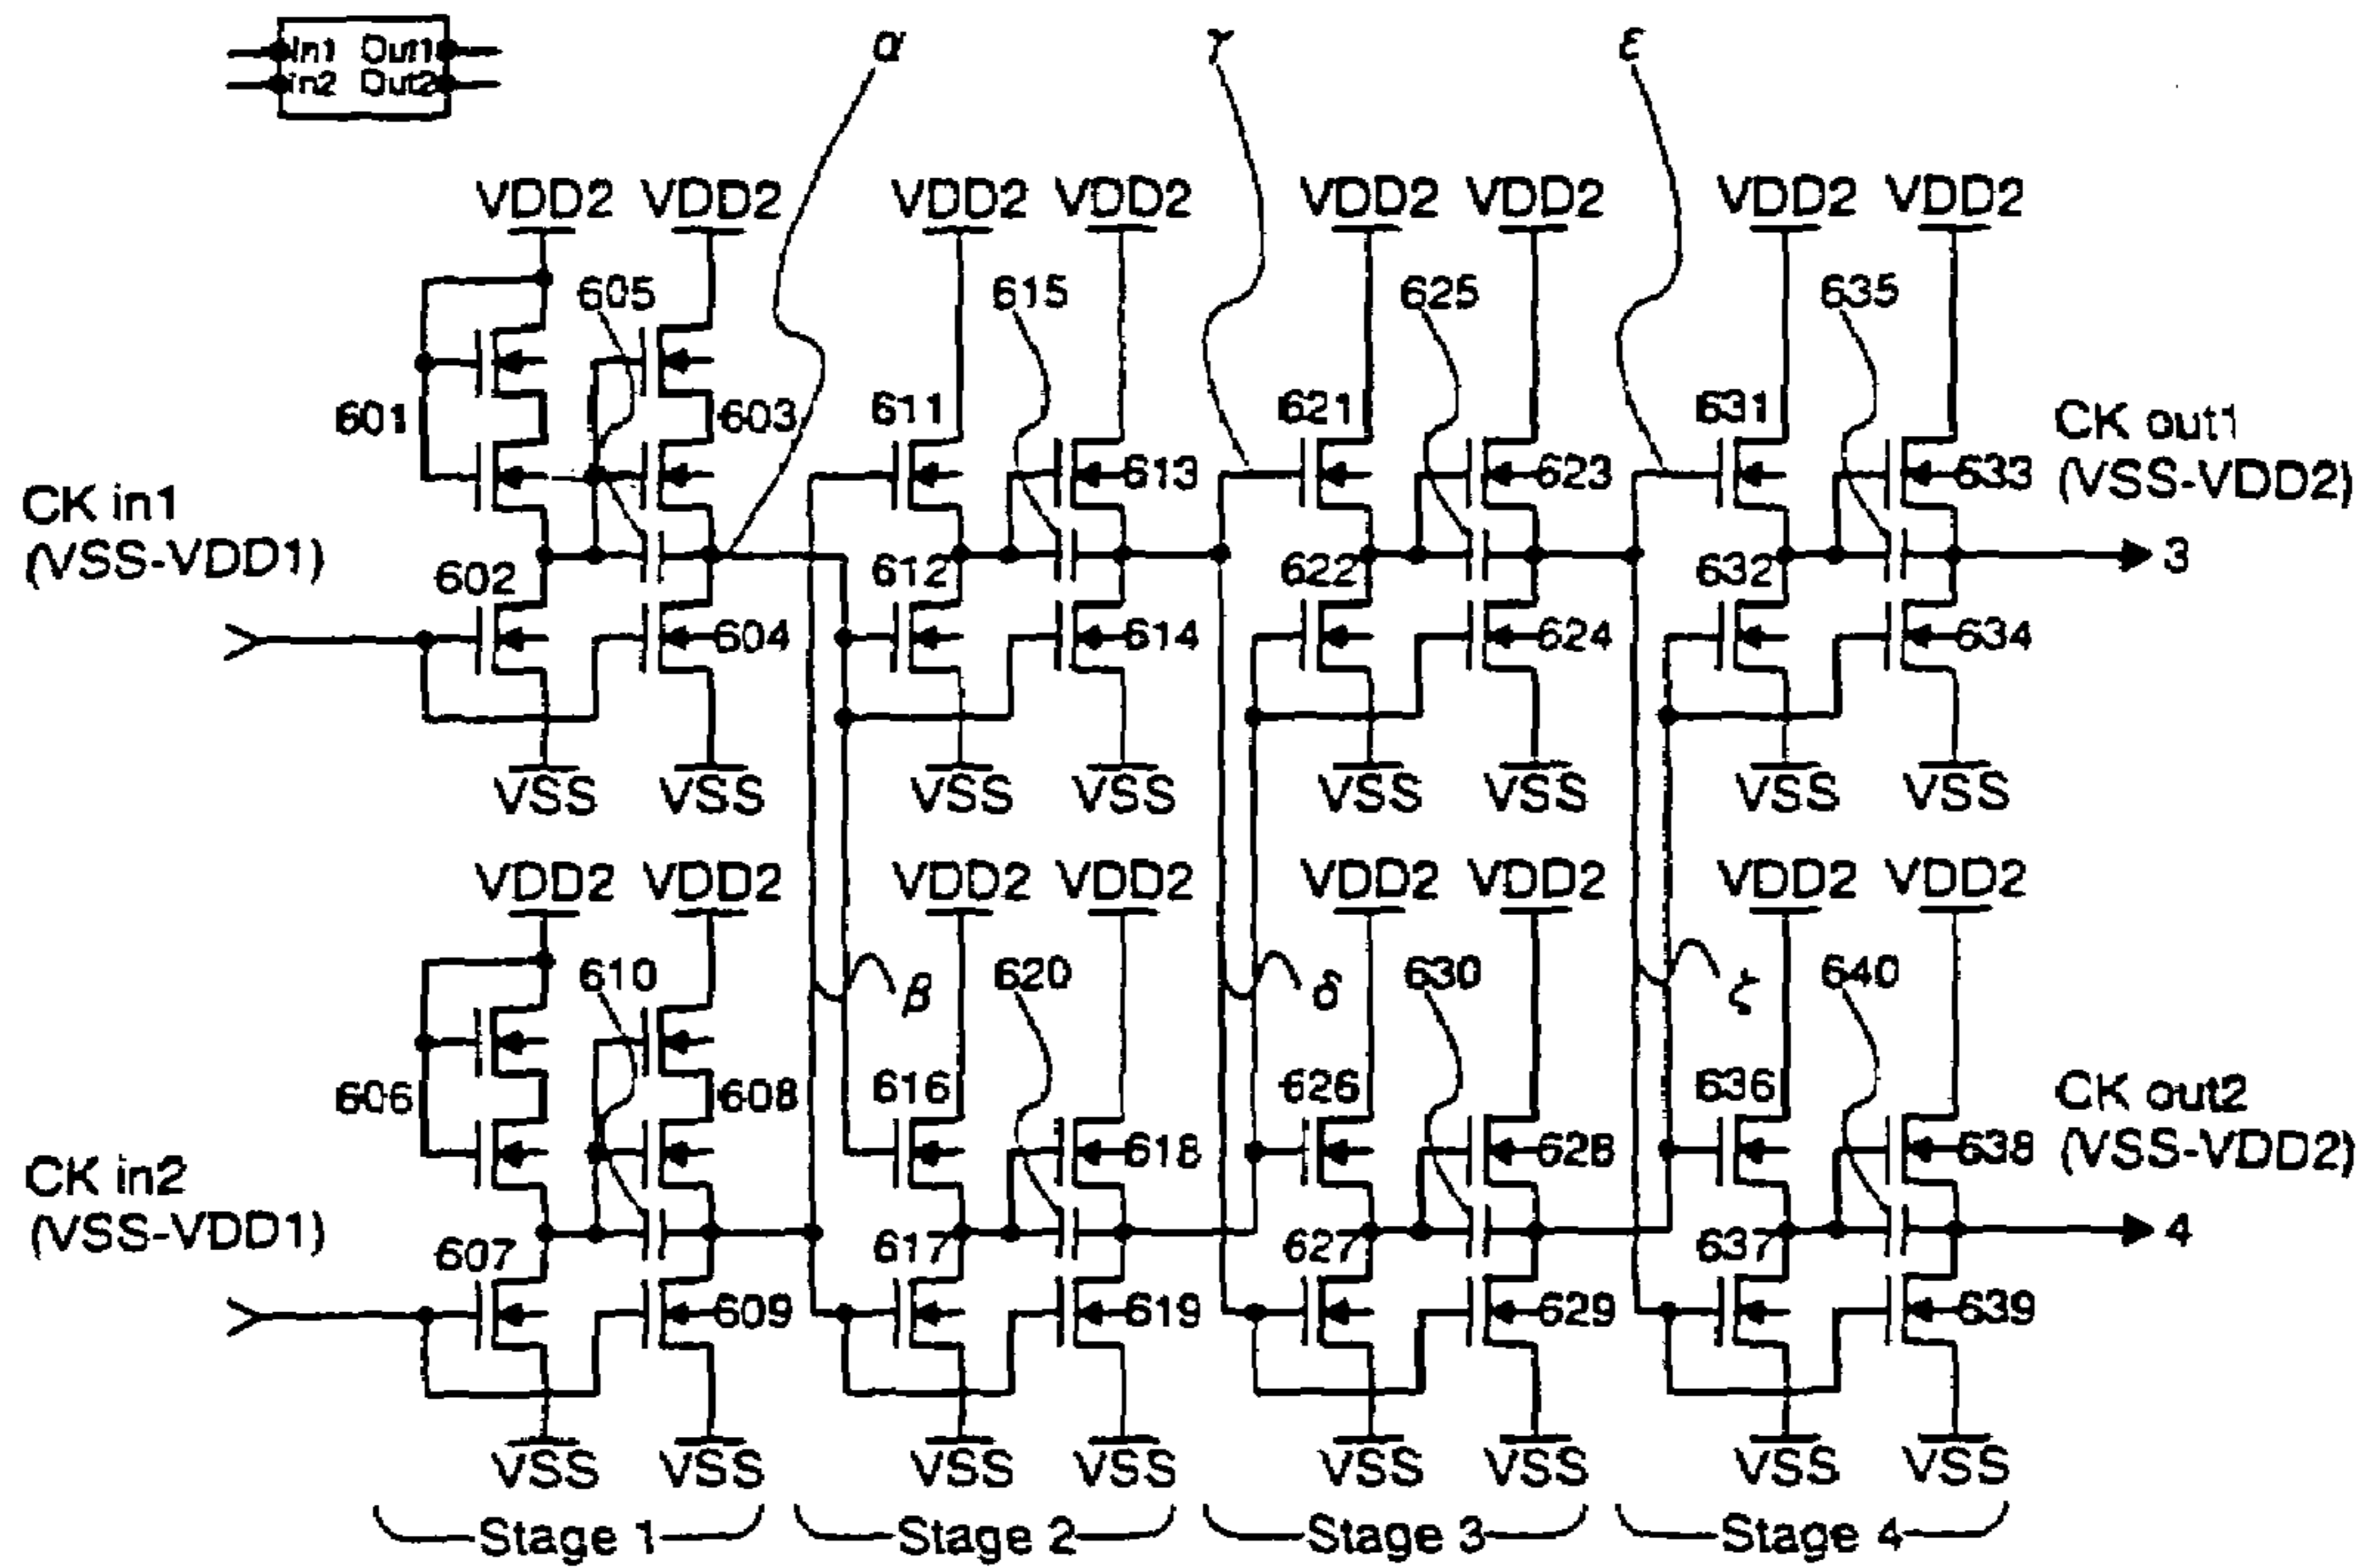 In1 Out1
in2 Out2
α γ ε
VDD2 VDD2 VDD2 VDD2 VDD2 VDD2 VDD2 VDD2
605 615 625 635
601 603 611 613 621 623 631 633
CK in1
(VSS-VDD1)
CK out1
(VSS-VDD2)
602 604 612 614 622 624 632 634
3
VSS VSS VSS VSS VSS VSS VSS VSS
VDD2 VDD2 VDD2 VDD2 VDD2 VDD2 VDD2 VDD2
610 β 620 δ 630 ζ 640
606 608 616 618 626 628 636 638
CK in2
(VSS-VDD1)
CK out2
(VSS-VDD2)
607 609 617 619 627 629 637 639
4
VSS VSS VSS VSS VSS VSS VSS VSS
Stage 1 Stage 2 Stage 3 Stage 4